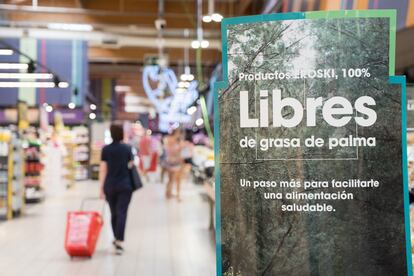 Productos EROSKI, 100%
Libres
de grasa de palma
Un paso más para facilitarte
una alimentación
saludable.